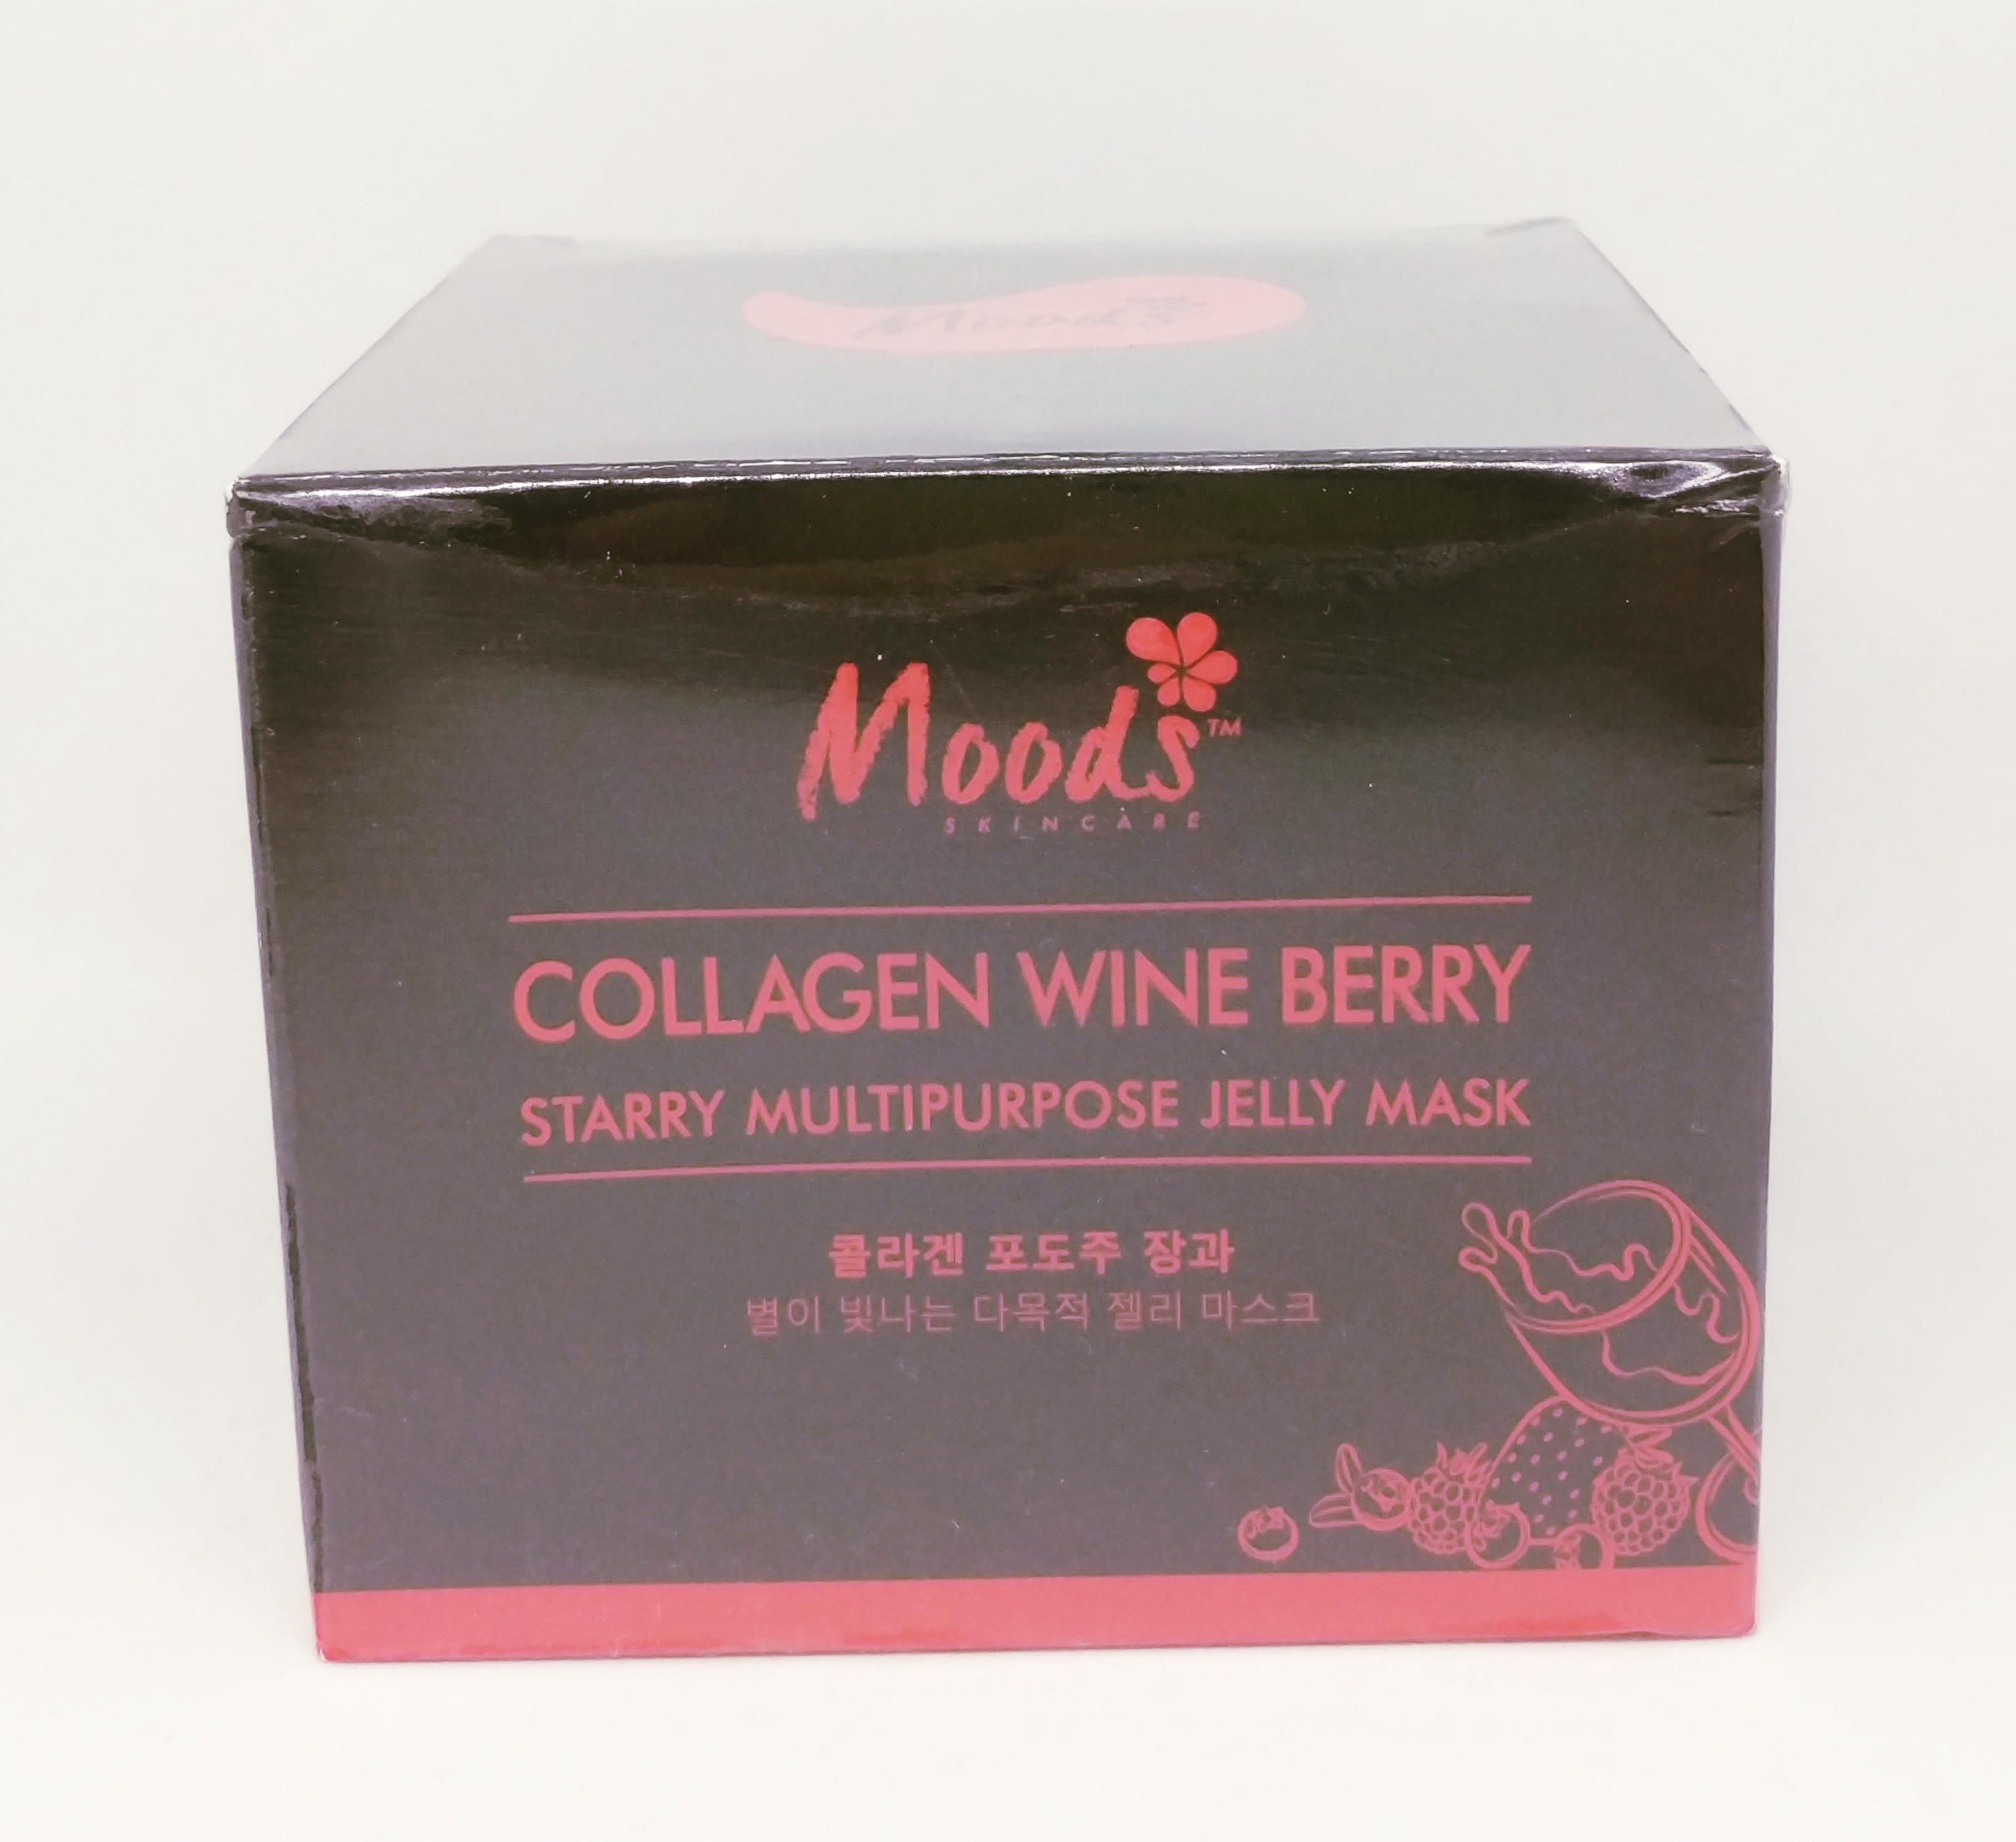 Moods
Moods™
SKINCARE
COLLAGEN WINE BERRY
STARRY MULTIPURPOSE JELLY MASK
콜라겐 포도주 장과
별이 빛나는 다목적 젤리 마스크